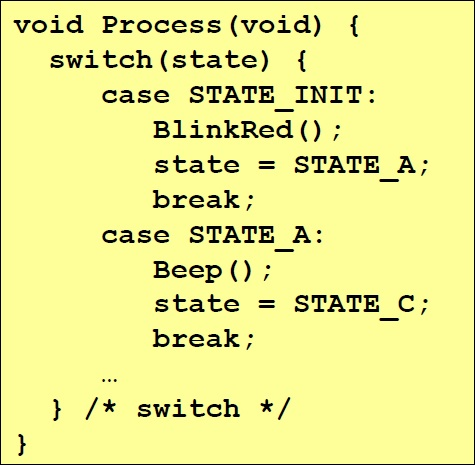 void Process(void) {
  switch(state) {
     case STATE_INIT:
        BlinkRed();
        state = STATE_A;
        break;
     case STATE_A:
        Beep();
        state = STATE_C;
        break;
     …
  } /* switch */
}